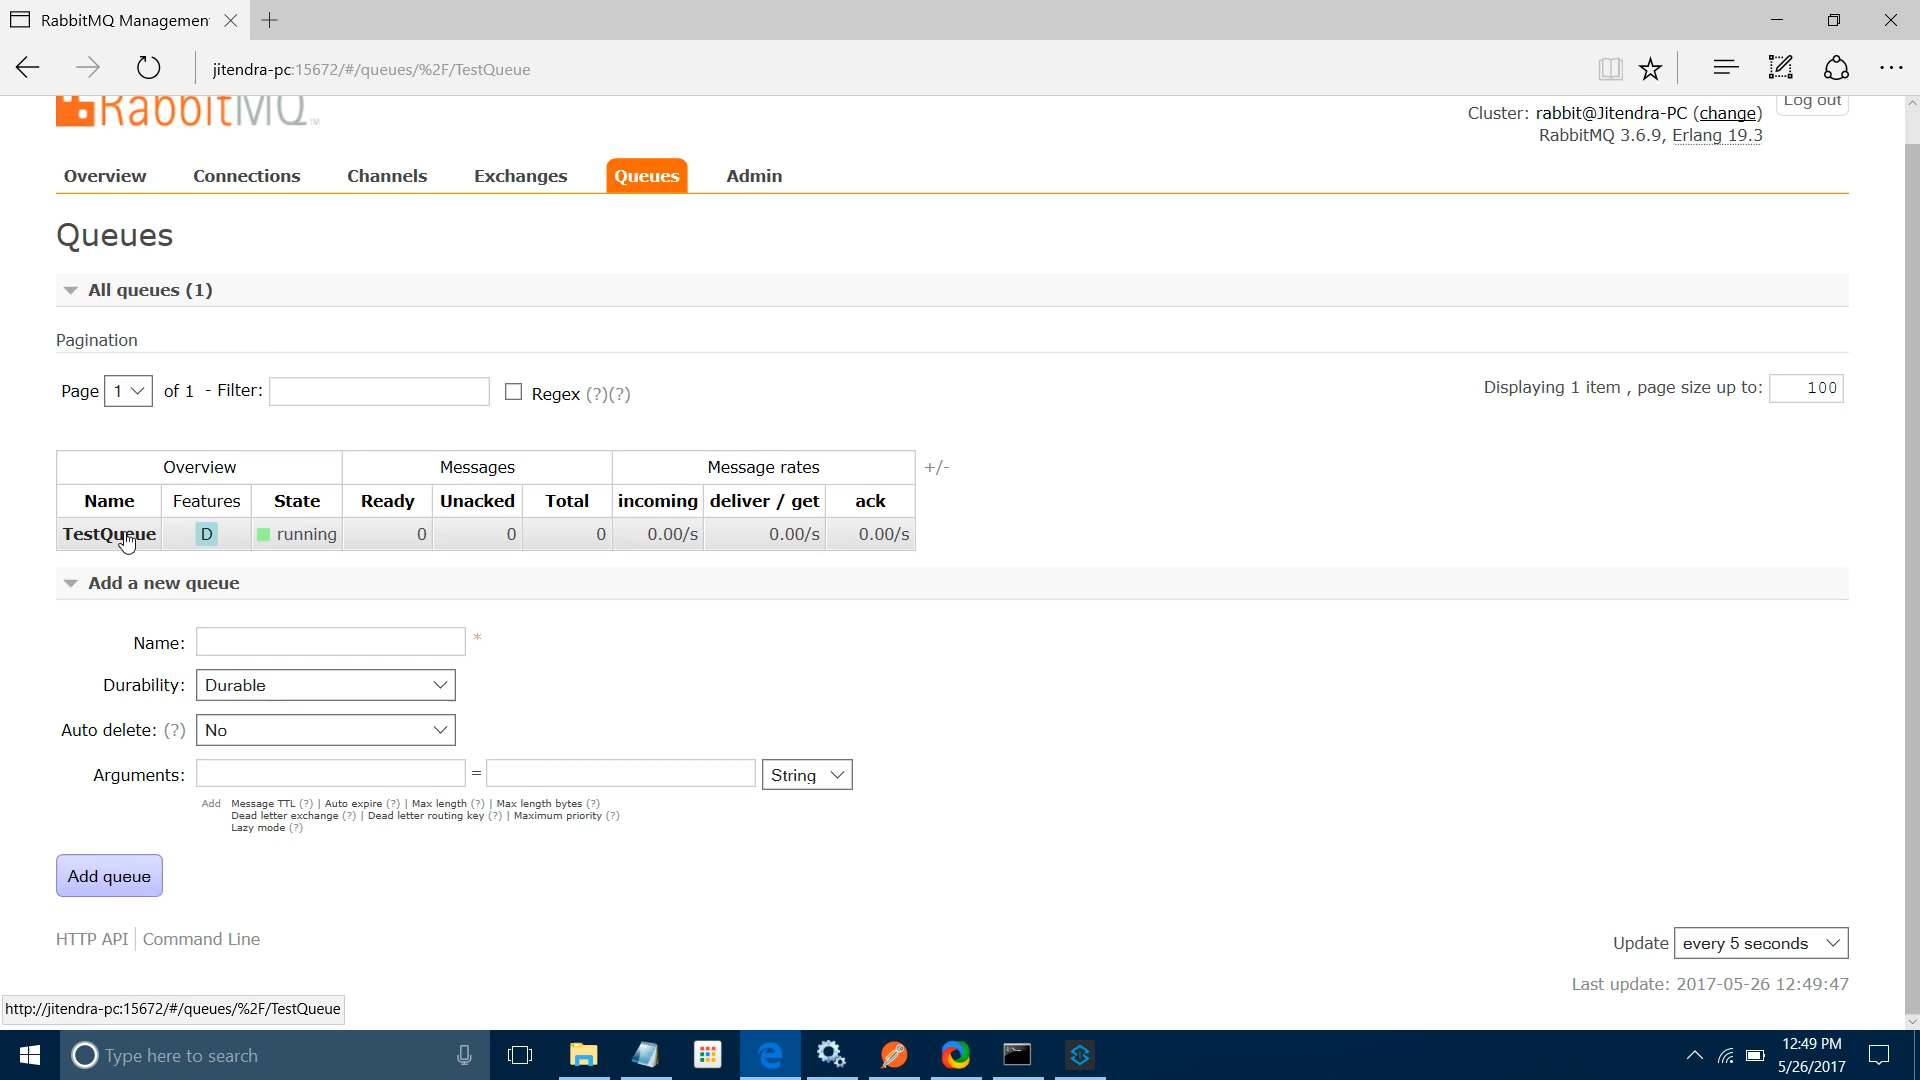 RabbitMQ Managemen
jitendra-pc:15672/#/queues/%2F/TestQueue
RabbitMQ™
Log out
Cluster: rabbit@Jitendra-PC (change)
RabbitMQ 3.6.9, Erlang 19.3
Overview Connections Channels Exchanges Queues Admin
Queues
All queues (1)
Pagination
Page 1 of 1 - Filter: Regex (?)(?) Displaying 1 item , page size up to: 100
Overview Messages Message rates +/-
Name Features State Ready Unacked Total incoming deliver / get ack
TestQueue D running 0 0 0 0.00/s 0.00/s 0.00/s
Add a new queue
Name: *
Durability: Durable
Auto delete: (?) No
Arguments: = String
Add Message TTL (?) | Auto expire (?) | Max length (?) | Max length bytes (?)
Dead letter exchange (?) | Dead letter routing key (?) | Maximum priority (?)
Lazy mode (?)
Add queue
HTTP API Command Line
Update every 5 seconds
Last update: 2017-05-26 12:49:47
http://jitendra-pc:15672/#/queues/%2F/TestQueue
Type here to search
12:49 PM
5/26/2017